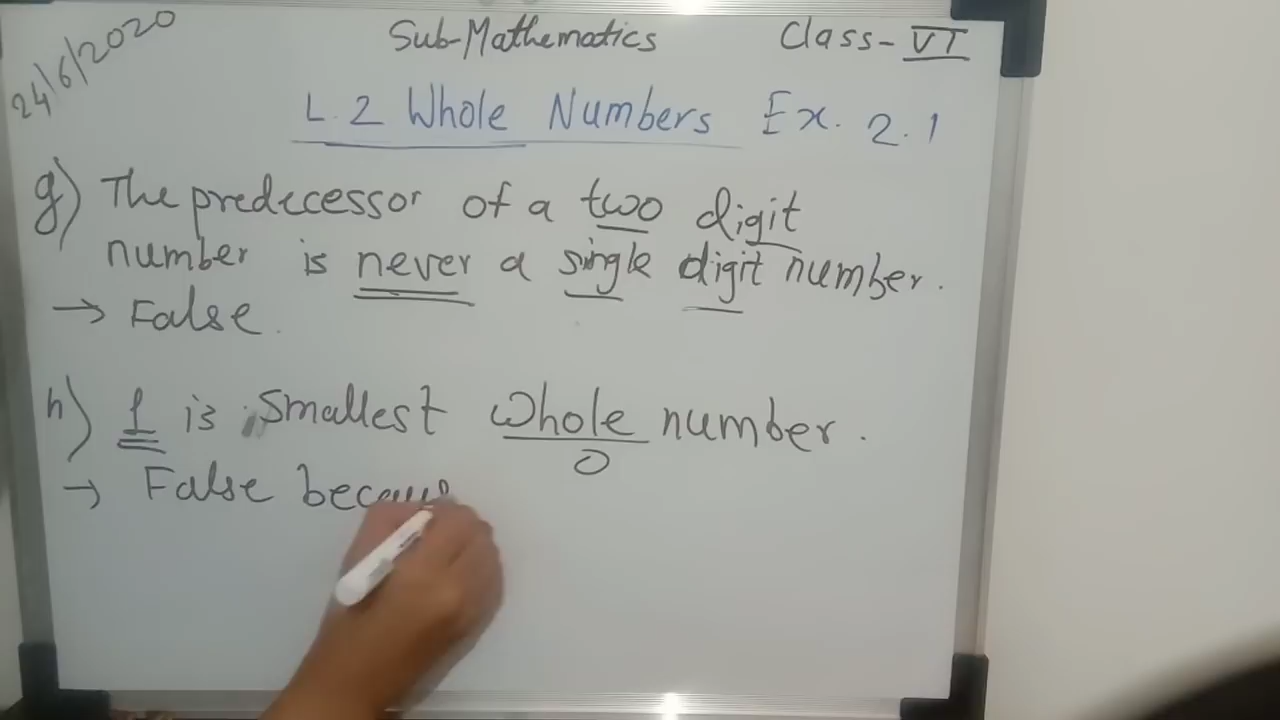 24/6/2020
Sub-Mathematics Class-VI
L.2 Whole Numbers Ex. 2.1
g) The predecessor of a two digit
number is never a single digit number.
→ False.
h) 1 is smallest whole number.
0
→ False